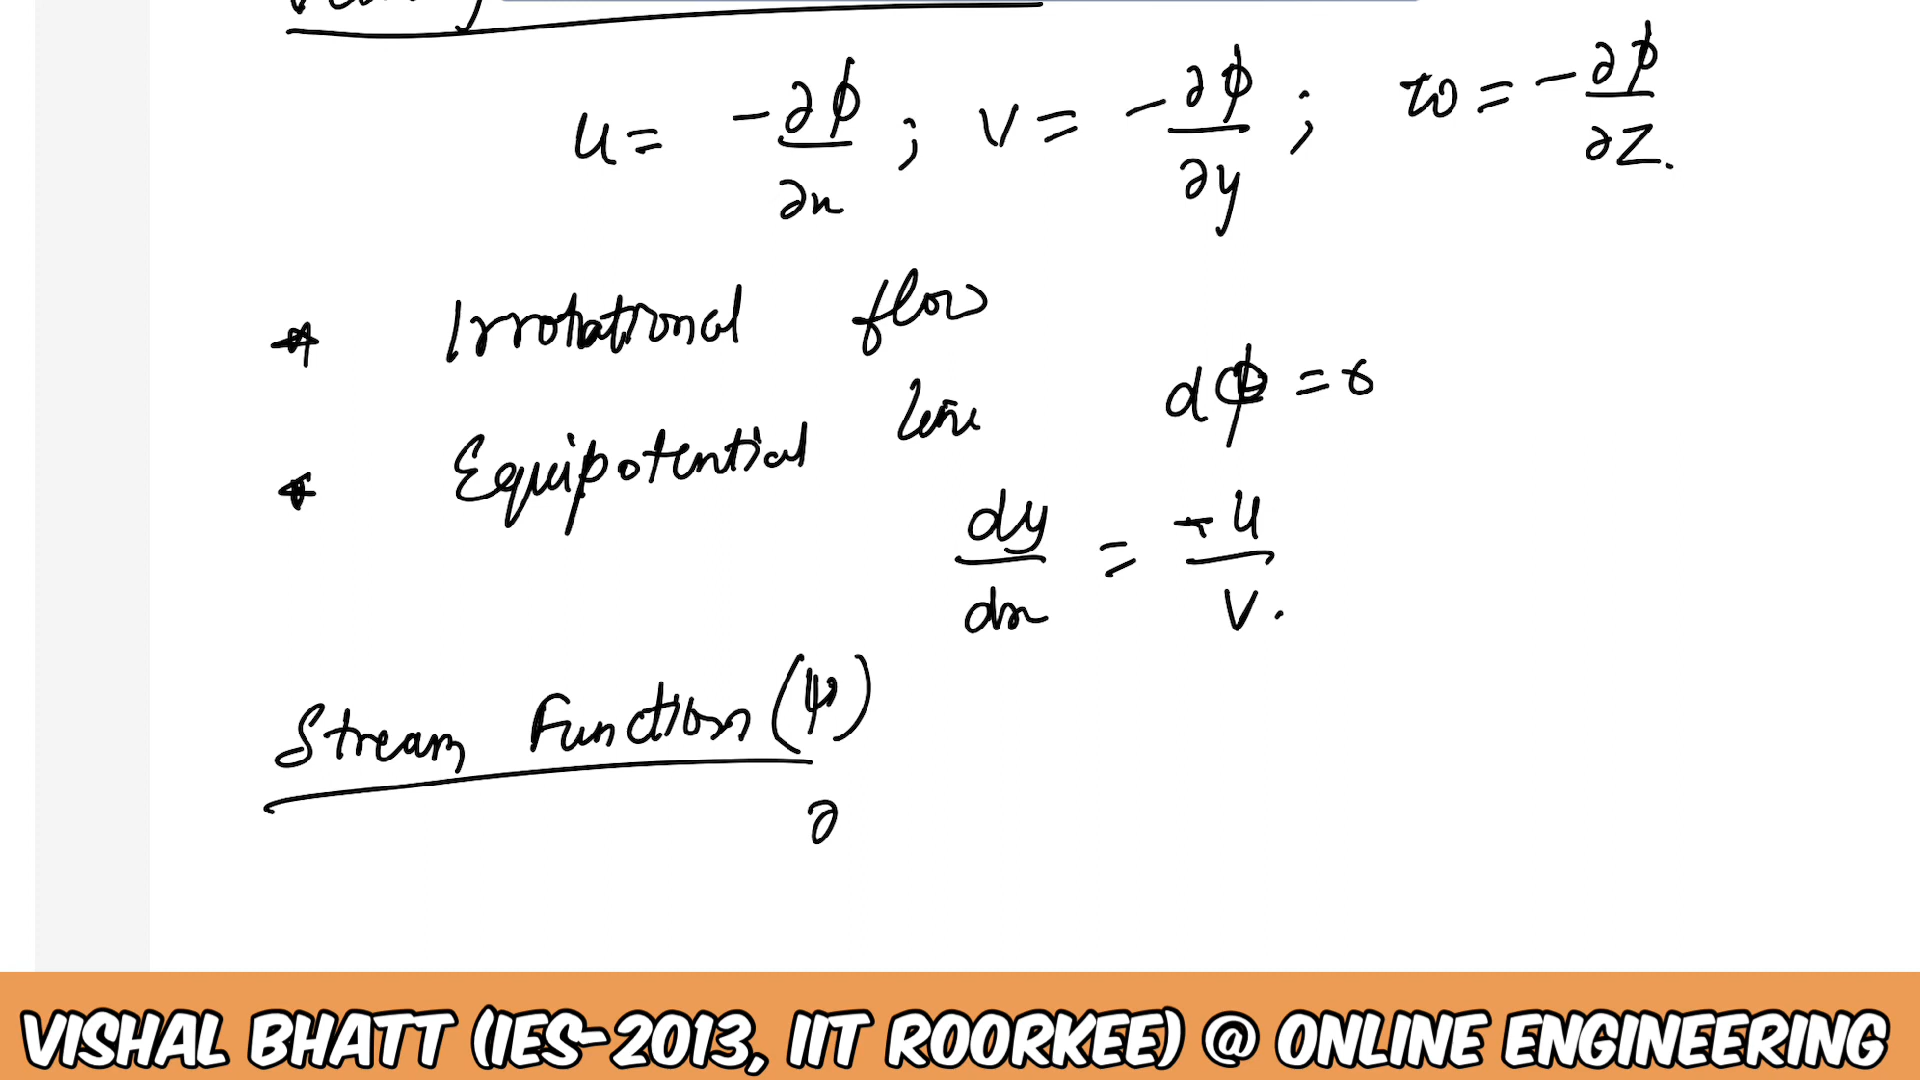 u = -∂ϕ/∂x ; v = -∂ϕ/∂y ; w = -∂ϕ/∂z.
* Irrotational flow
* Equipotential line dϕ = 0
dy/dx = -u/v.
Stream Function (ψ)
∂
VISHAL BHATT (IES-2013, IIT ROORKEE) @ ONLINE ENGINEERING